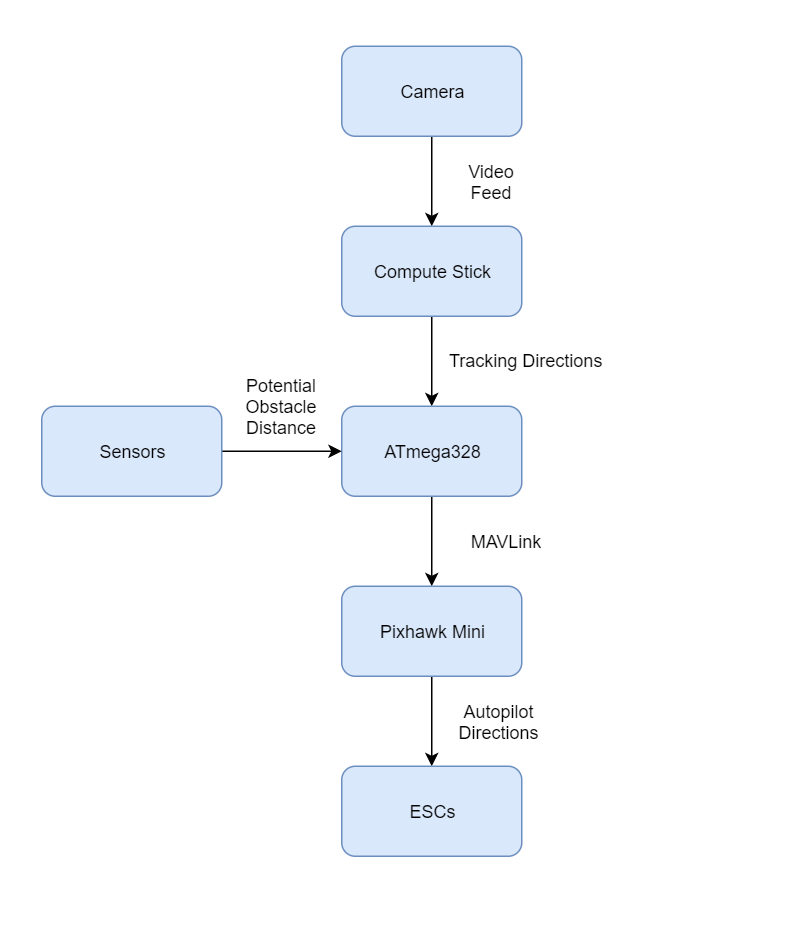 Camera
Video
Feed
Compute Stick
Tracking Directions
Potential
Obstacle
Distance
Sensors
ATmega328
MAVLink
Pixhawk Mini
Autopilot
Directions
ESCs